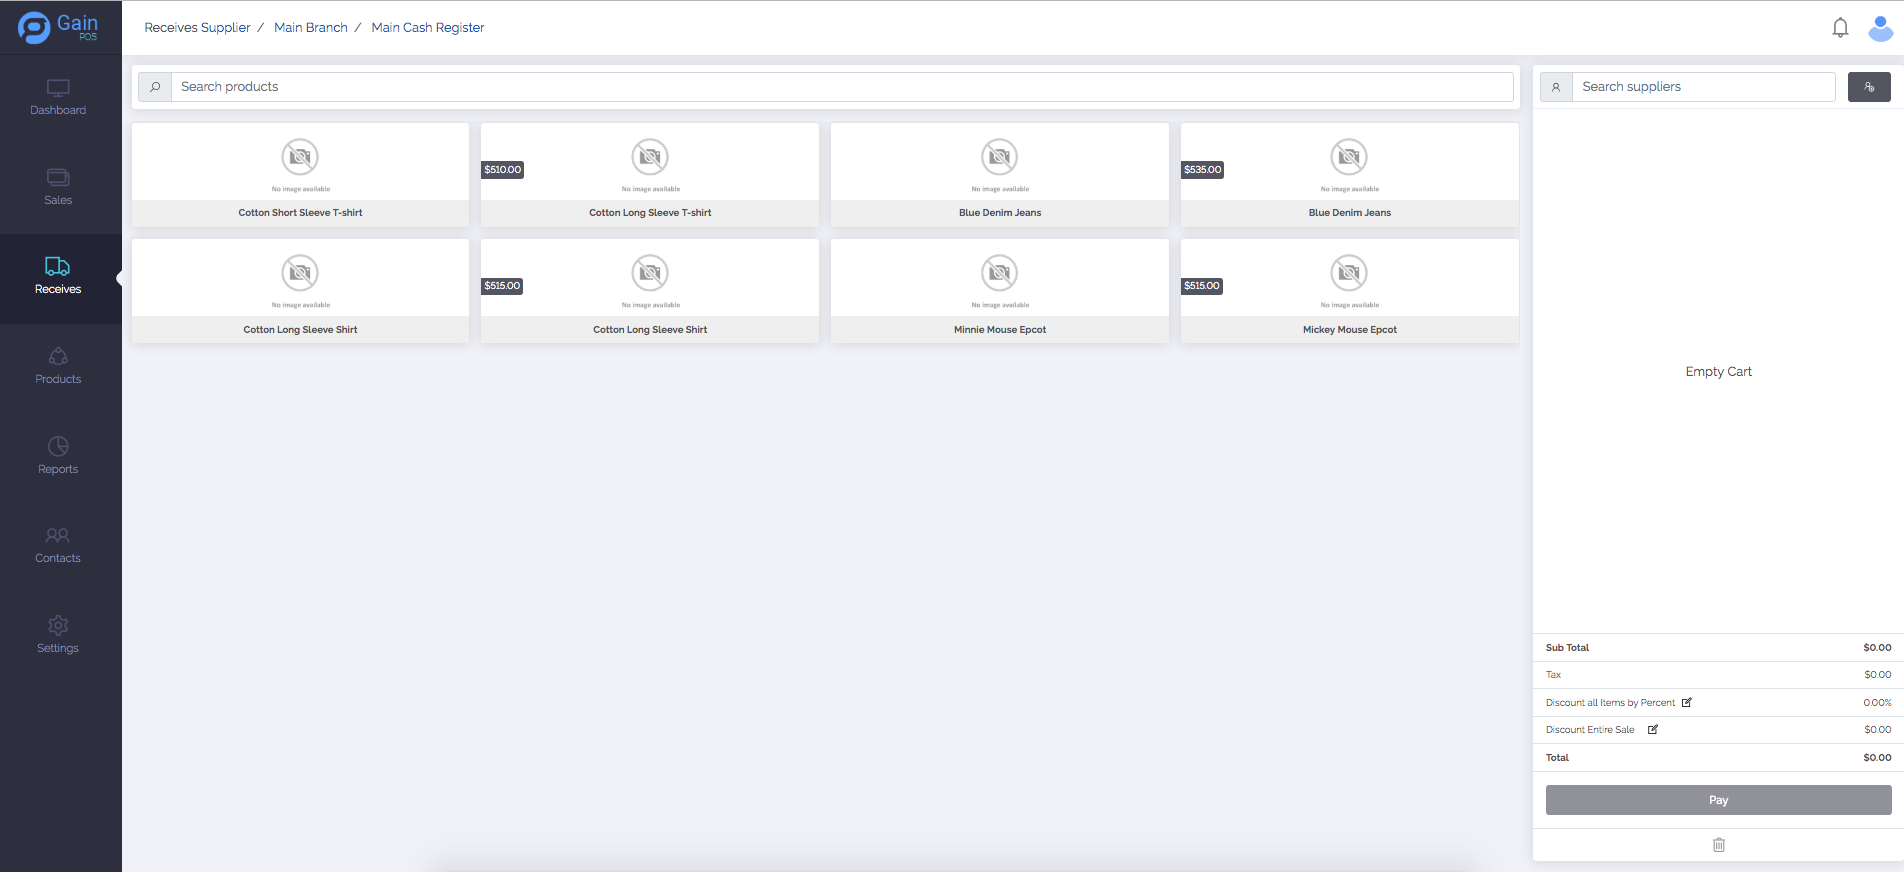 Gain
POS
Receives Supplier / Main Branch / Main Cash Register
Dashboard
Sales
Receives
Products
Reports
Contacts
Settings
Search products
No image available
Cotton Short Sleeve T-shirt
$510.00
No image available
Cotton Long Sleeve T-shirt
No image available
Blue Denim Jeans
$535.00
No image available
Blue Denim Jeans
No image available
Cotton Long Sleeve Shirt
$515.00
No image available
Cotton Long Sleeve Shirt
No image available
Minnie Mouse Epcot
$515.00
No image available
Mickey Mouse Epcot
Search suppliers
Empty Cart
Sub Total $0.00
Tax $0.00
Discount all Items by Percent 0.00%
Discount Entire Sale $0.00
Total $0.00
Pay